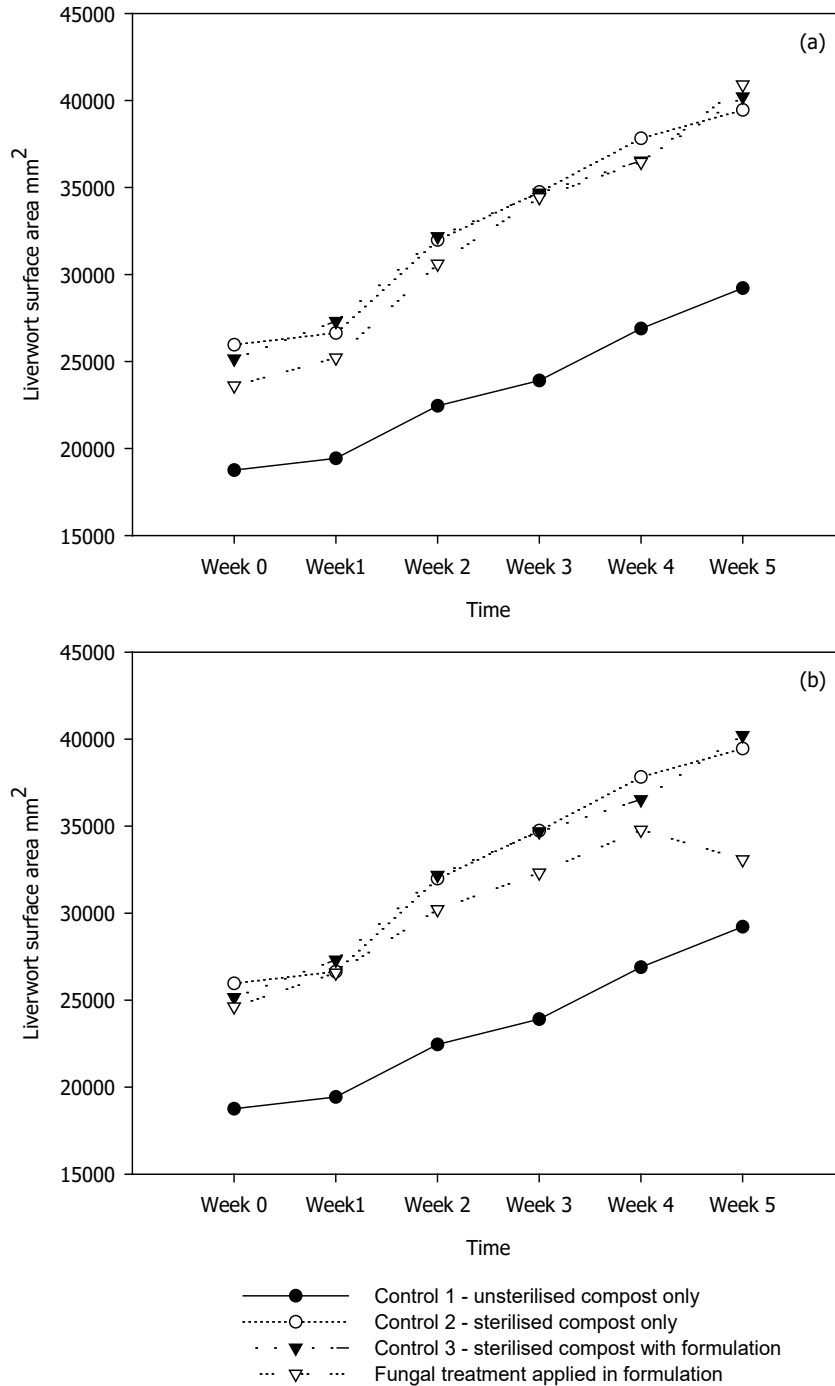 (a)
45000
40000
35000
30000
25000
20000
15000
Liverwort surface area mm²
Week 0 Week1 Week 2 Week 3 Week 4 Week 5
Time
(b)
45000
40000
35000
30000
25000
20000
15000
Liverwort surface area mm²
Week 0 Week1 Week 2 Week 3 Week 4 Week 5
Time
Control 1 - unsterilised compost only
Control 2 - sterilised compost only
Control 3 - sterilised compost with formulation
Fungal treatment applied in formulation